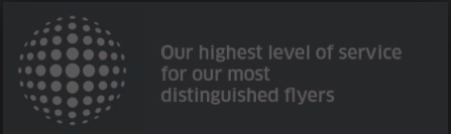 Our highest level of service
for our most
distinguished flyers